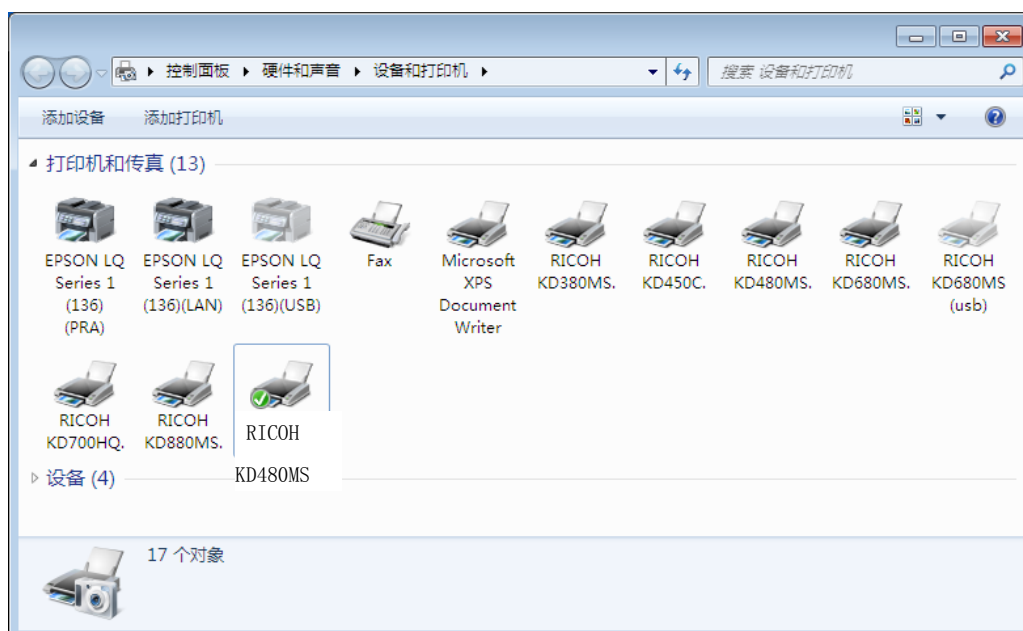 控制面板 ▸ 硬件和声音 ▸ 设备和打印机 ▸
搜索 设备和打印机
添加设备 添加打印机
打印机和传真 (13)
EPSON LQ
Series 1
(136)
(PRA)
EPSON LQ
Series 1
(136)(LAN)
EPSON LQ
Series 1
(136)(USB)
Fax
Microsoft
XPS
Document
Writer
RICOH
KD380MS.
RICOH
KD450C.
RICOH
KD480MS.
RICOH
KD680MS.
RICOH
KD680MS
(usb)
RICOH
KD700HQ.
RICOH
KD880MS.
RICOH
KD480MS
设备 (4)
17 个对象